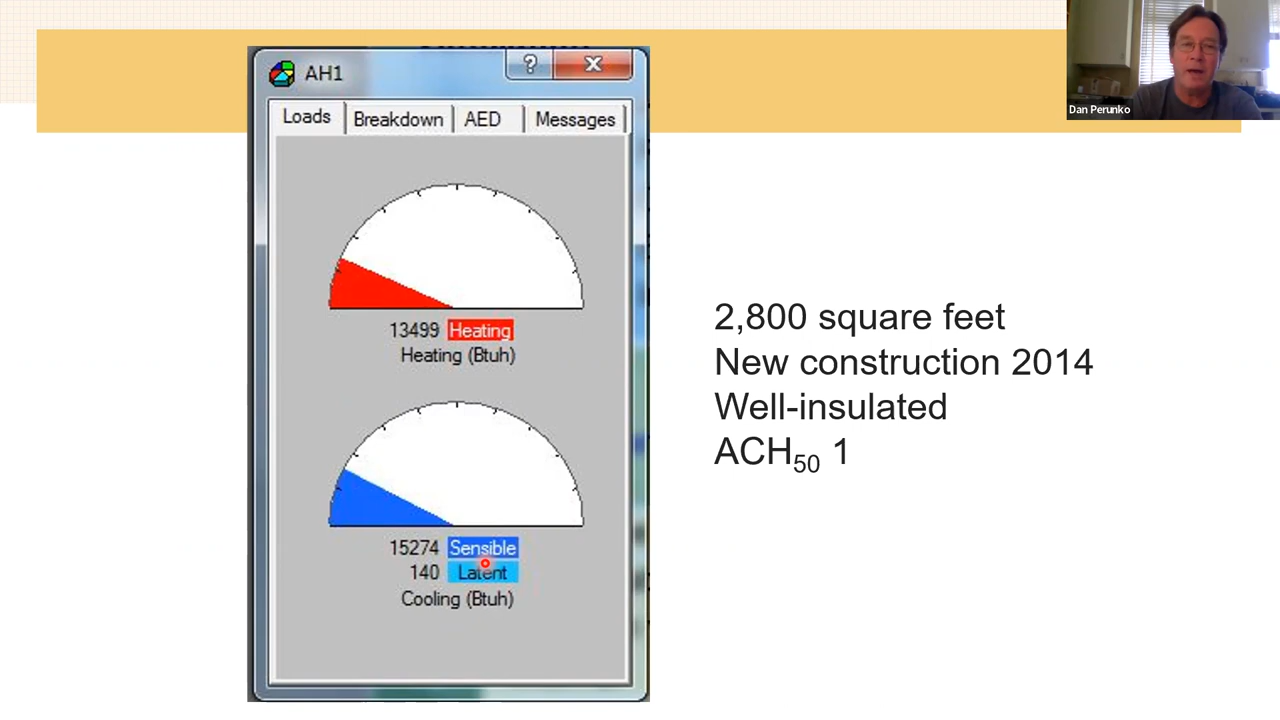 AH1
?
Loads Breakdown AED Messages
13499 Heating
Heating (Btuh)
15274 Sensible
140 Latent
Cooling (Btuh)
2,800 square feet
New construction 2014
Well-insulated
ACH₅₀ 1
Dan Perunko